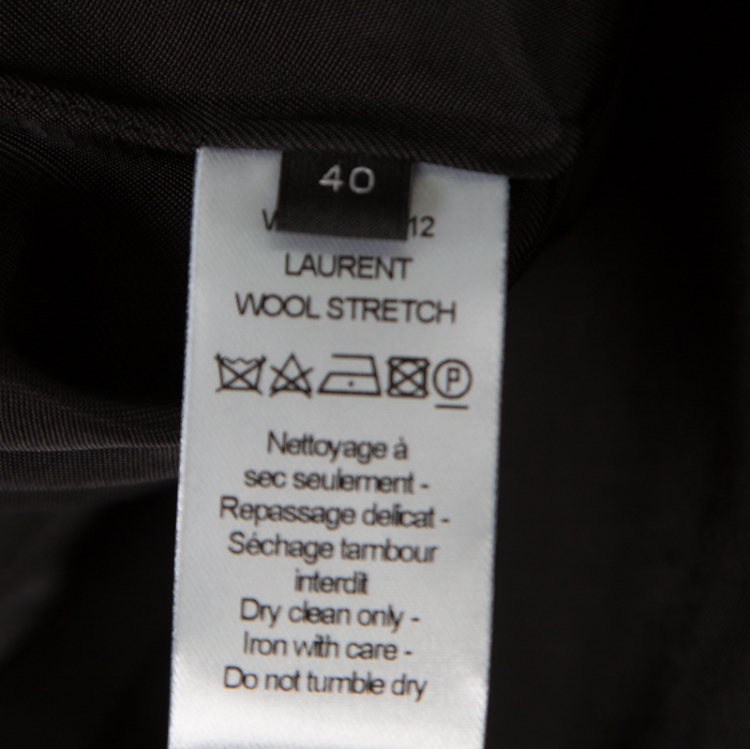 40
12
LAURENT
WOOL STRETCH
P
Nettoyage à
sec seulement -
Repassage delicat -
Séchage tambour
interdit
Dry clean only -
Iron with care -
Do not tumble dry